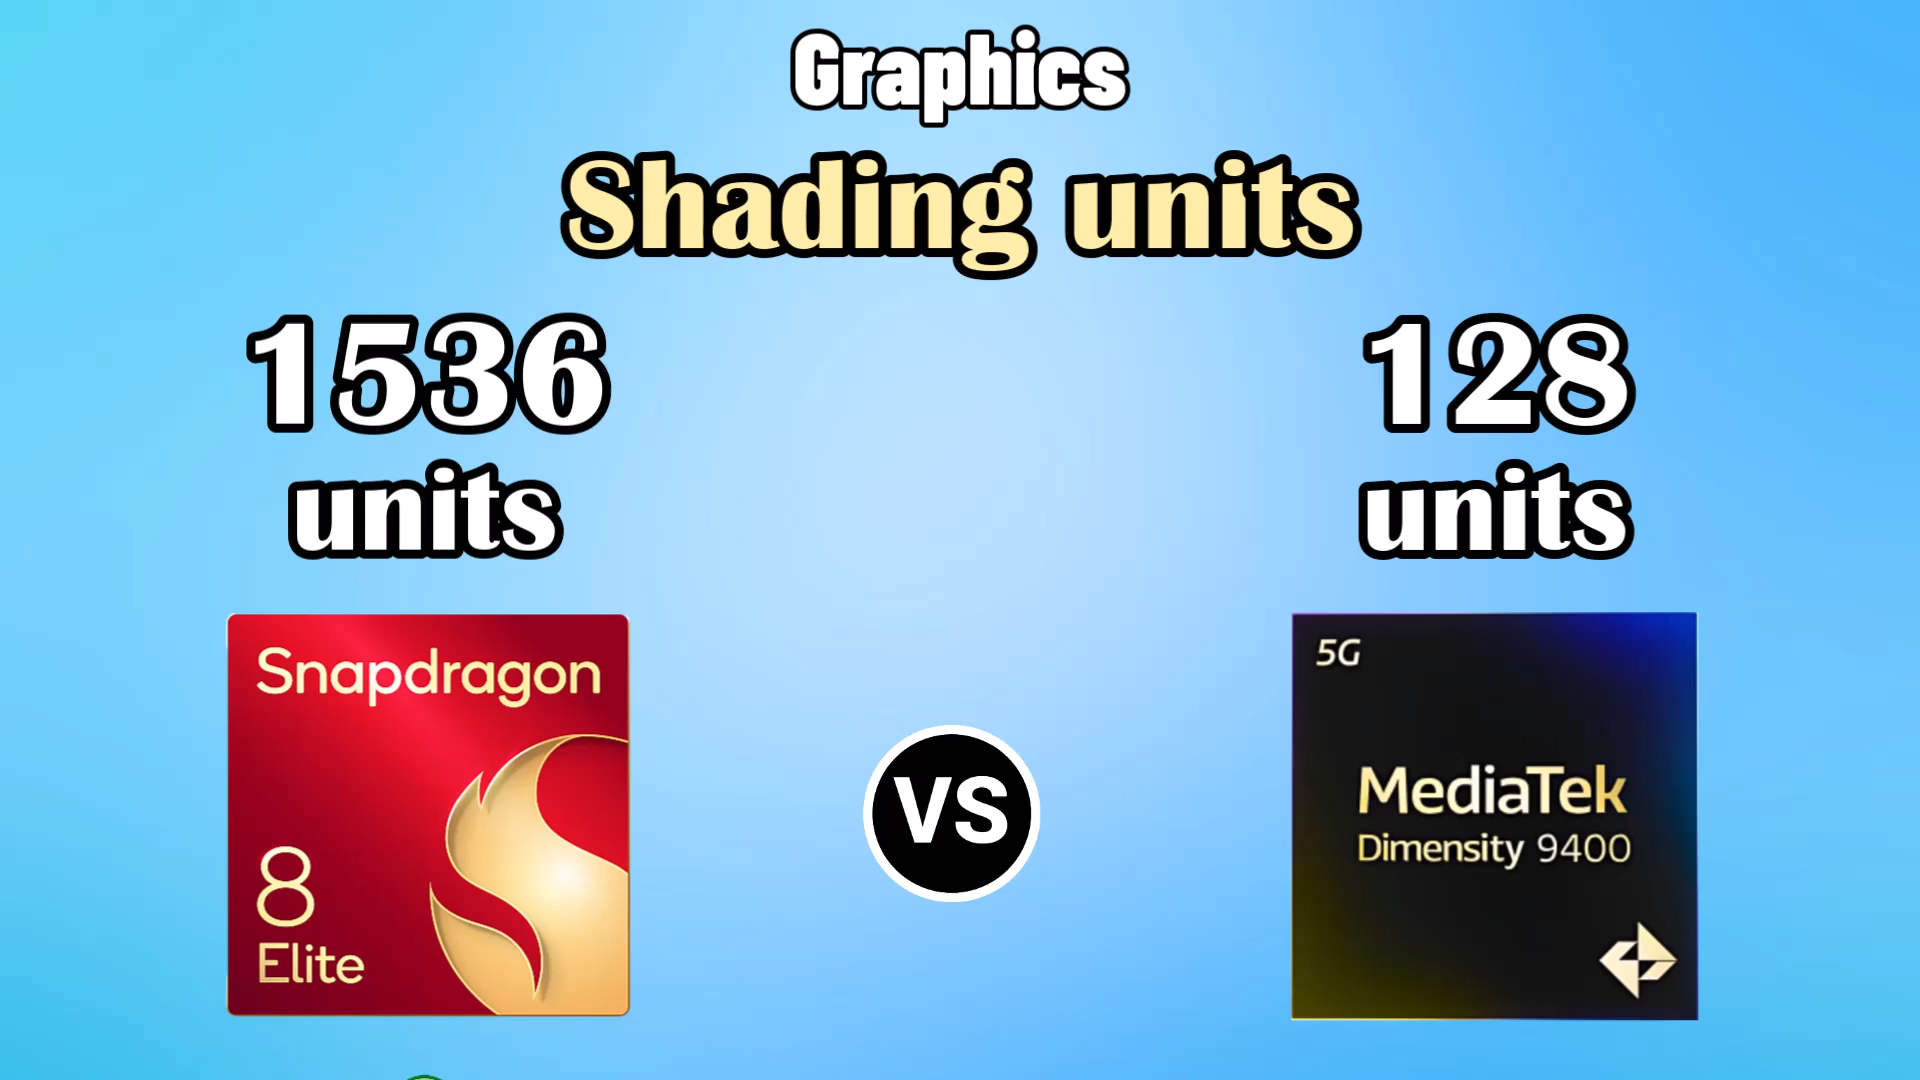 Graphics
Shading units
1536
units
128
units
Snapdragon
8
Elite
VS
5G
MediaTek
Dimensity 9400